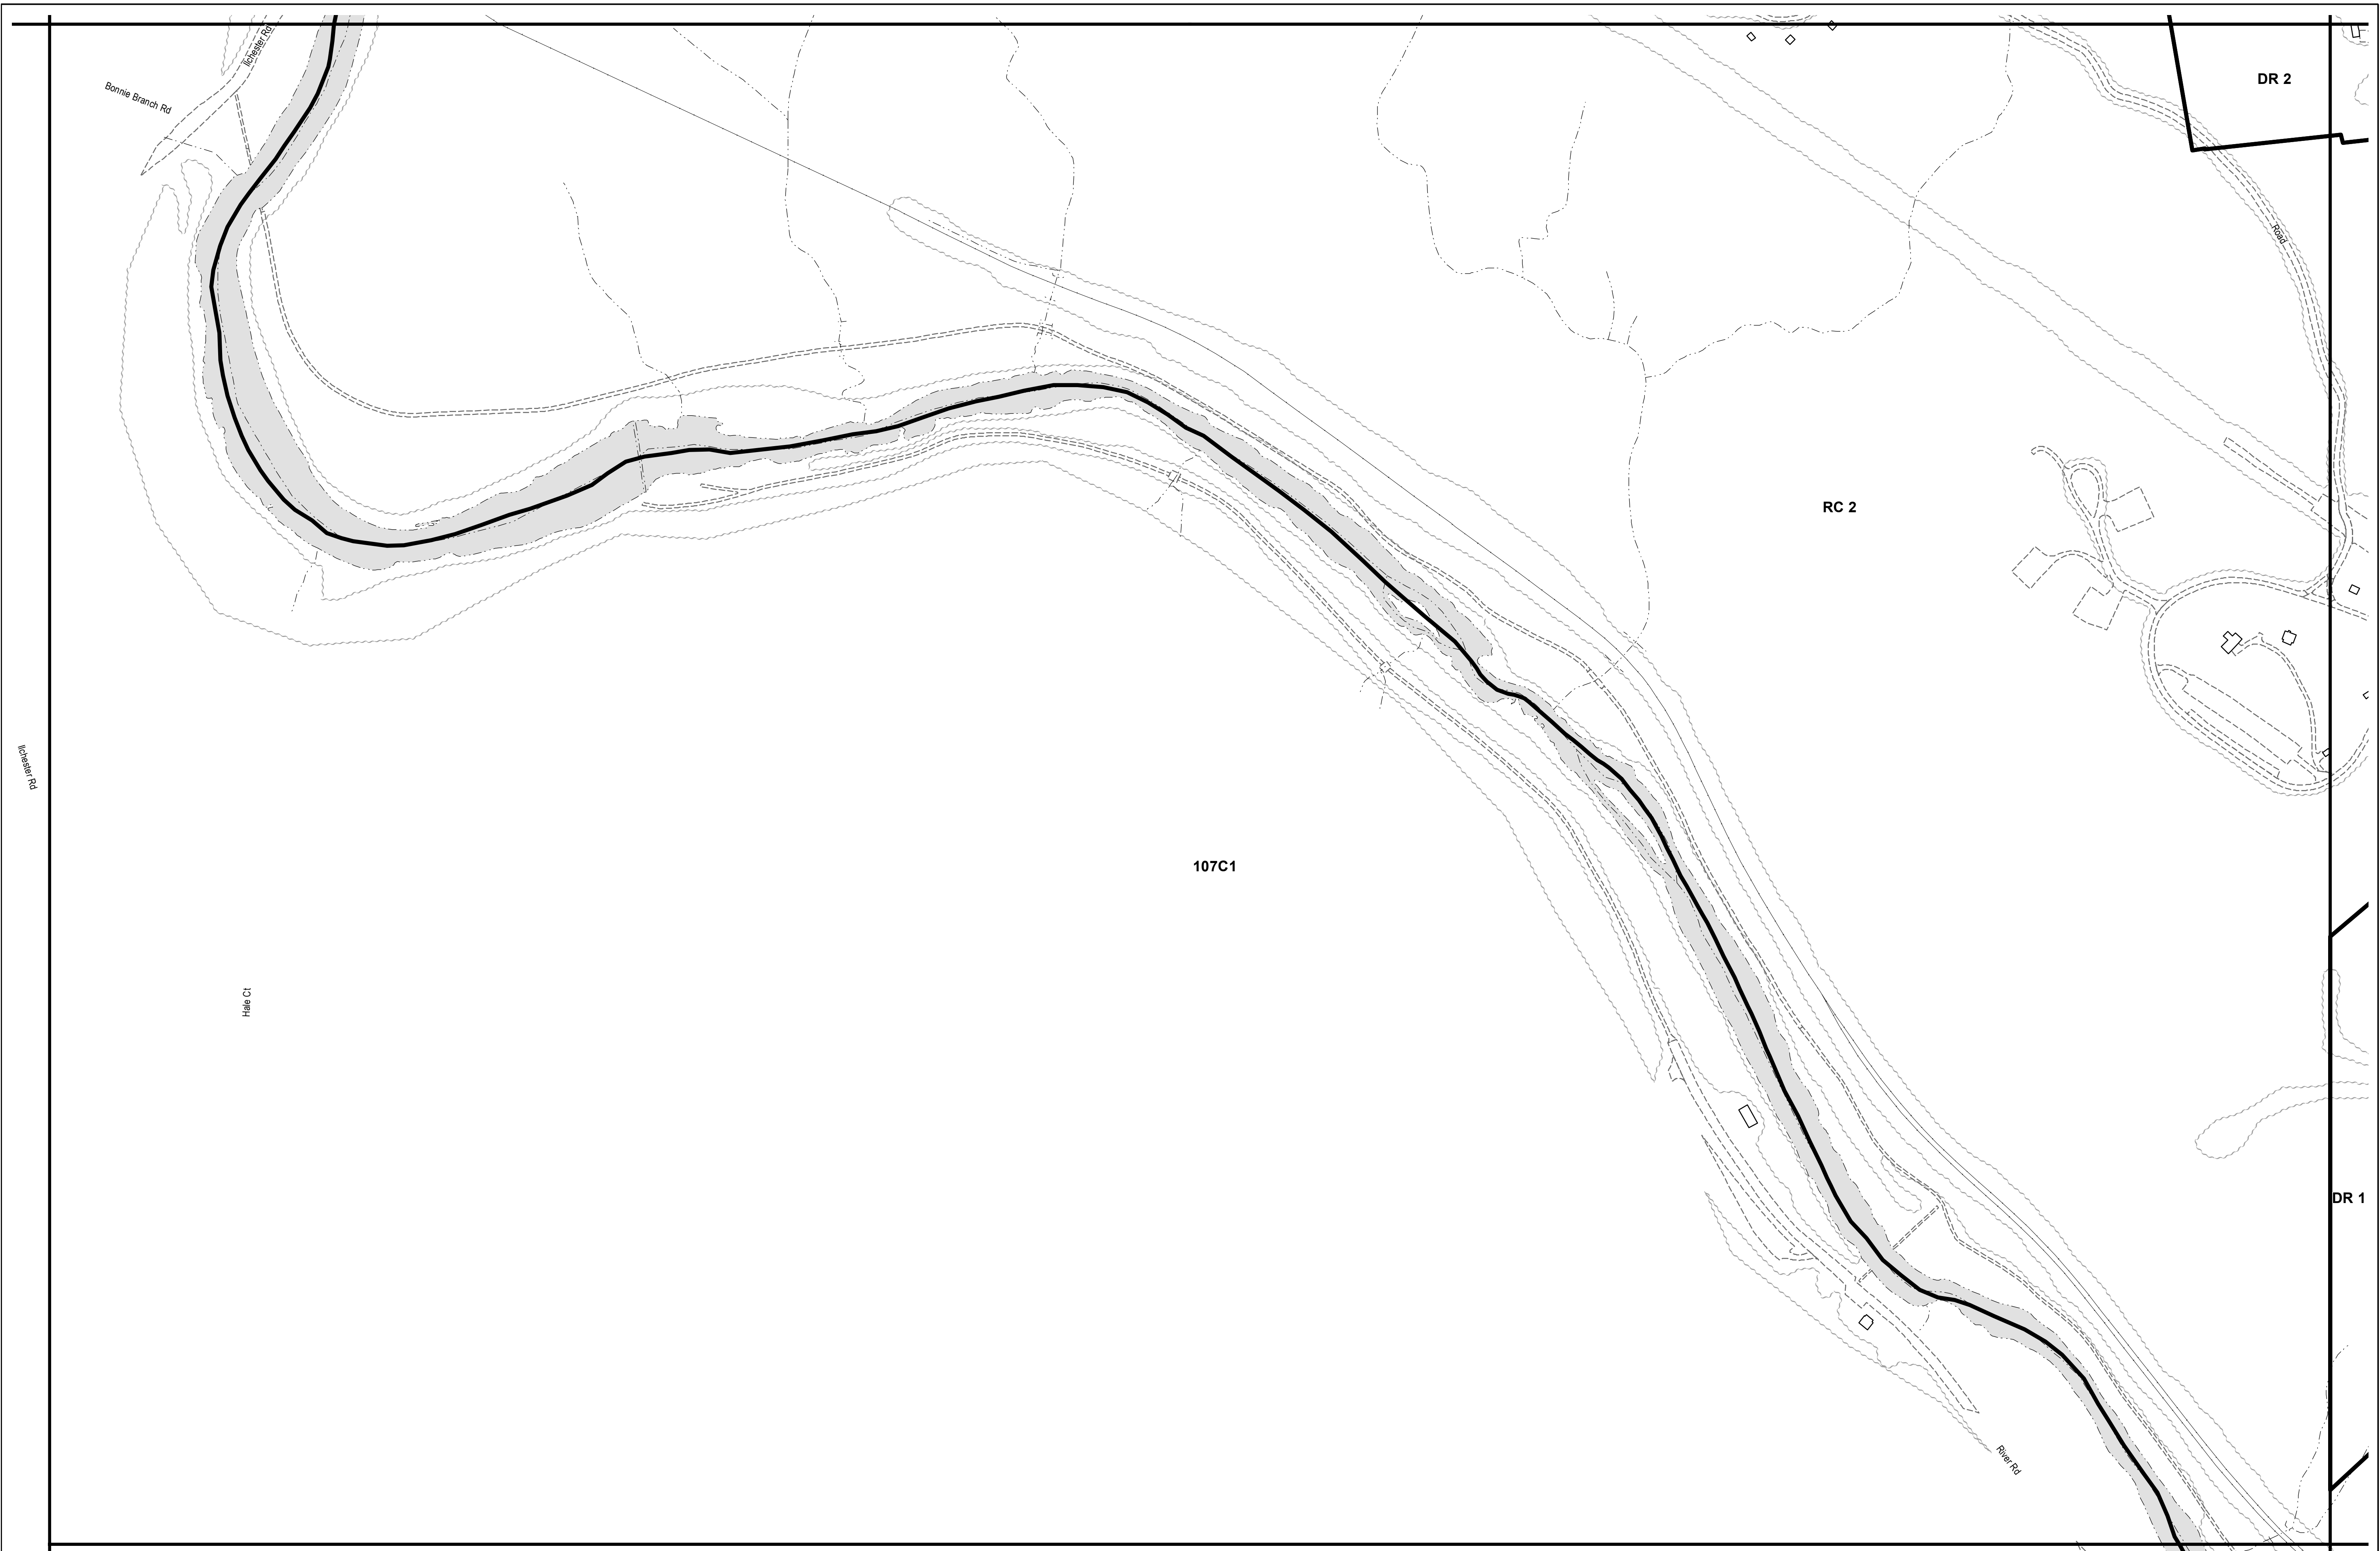 Ilchester Rd
DR 2
Bonnie Branch Rd
Road
RC 2
Ilchester Rd
107C1
Hale Ct
DR 1
River Rd